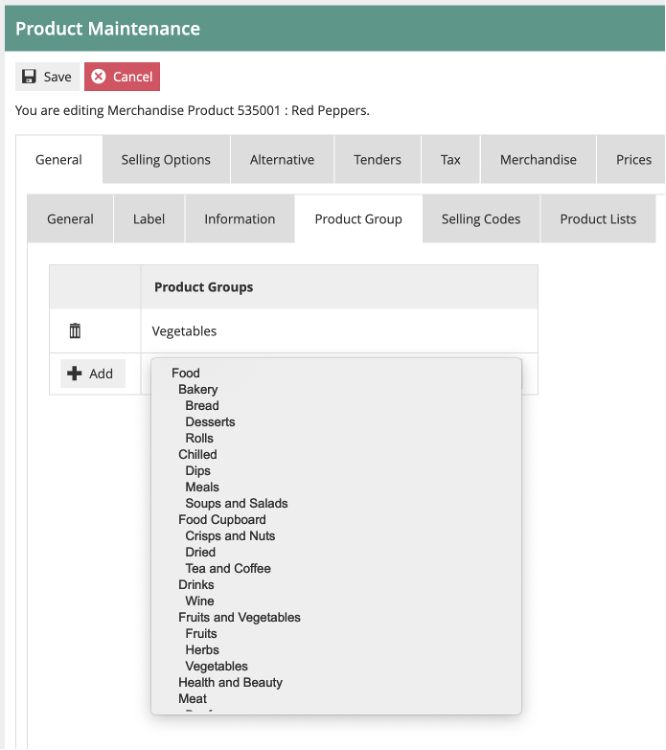 Product Maintenance
Save Cancel
You are editing Merchandise Product 535001 : Red Peppers.
General Selling Options Alternative Tenders Tax Merchandise Prices
General Label Information Product Group Selling Codes Product Lists
Product Groups
Vegetables
Add
Food
Bakery
Bread
Desserts
Rolls
Chilled
Dips
Meals
Soups and Salads
Food Cupboard
Crisps and Nuts
Dried
Tea and Coffee
Drinks
Wine
Fruits and Vegetables
Fruits
Herbs
Vegetables
Health and Beauty
Meat